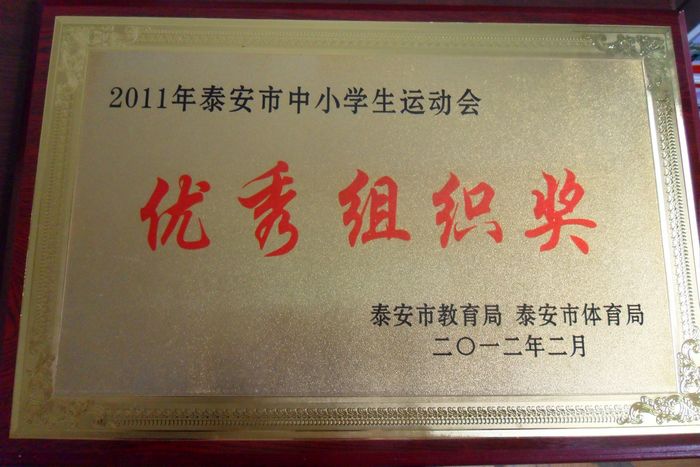 2011年泰安市中小学生运动会
优秀组织奖
泰安市教育局 泰安市体育局
二〇一二年二月